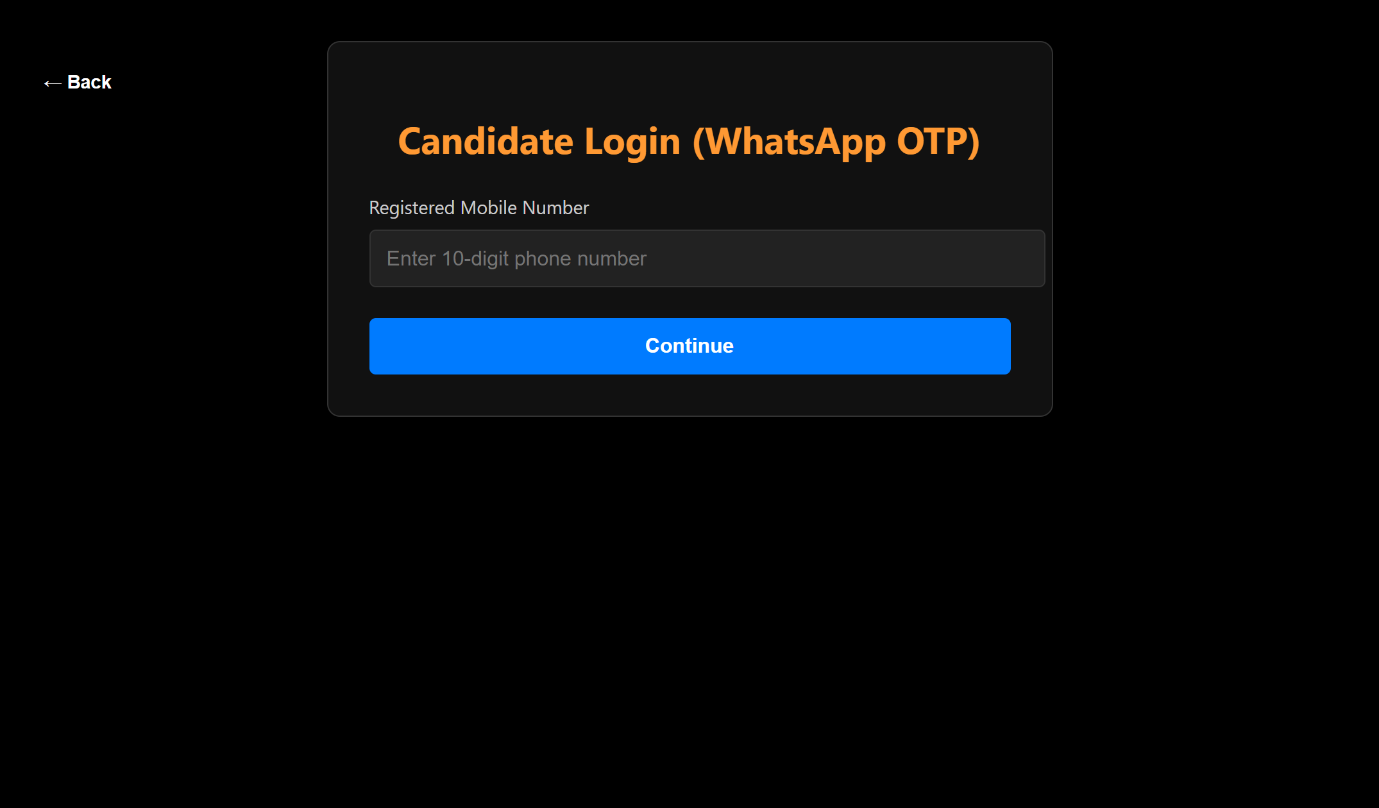 ← Back
Candidate Login (WhatsApp OTP)
Registered Mobile Number
Enter 10-digit phone number
Continue